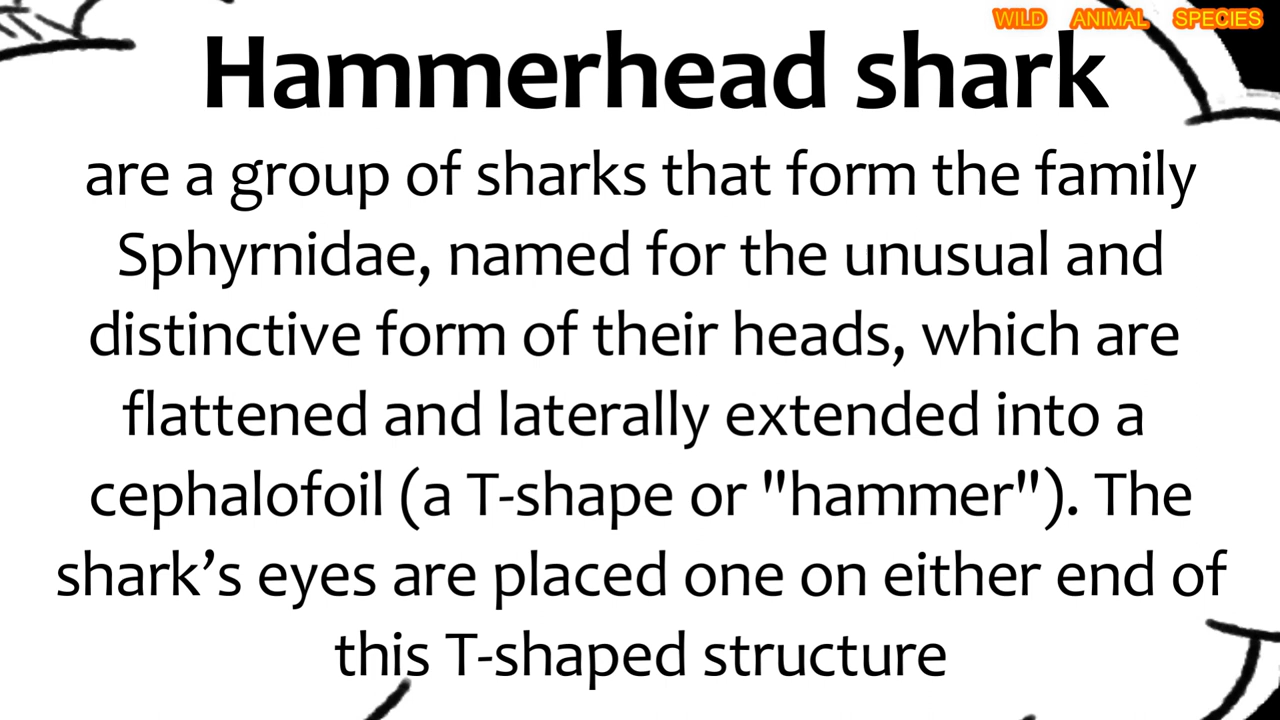 WILD ANIMAL SPECIES
Hammerhead shark
are a group of sharks that form the family
Sphyrnidae, named for the unusual and
distinctive form of their heads, which are
flattened and laterally extended into a
cephalofoil (a T-shape or "hammer"). The
shark’s eyes are placed one on either end of
this T-shaped structure